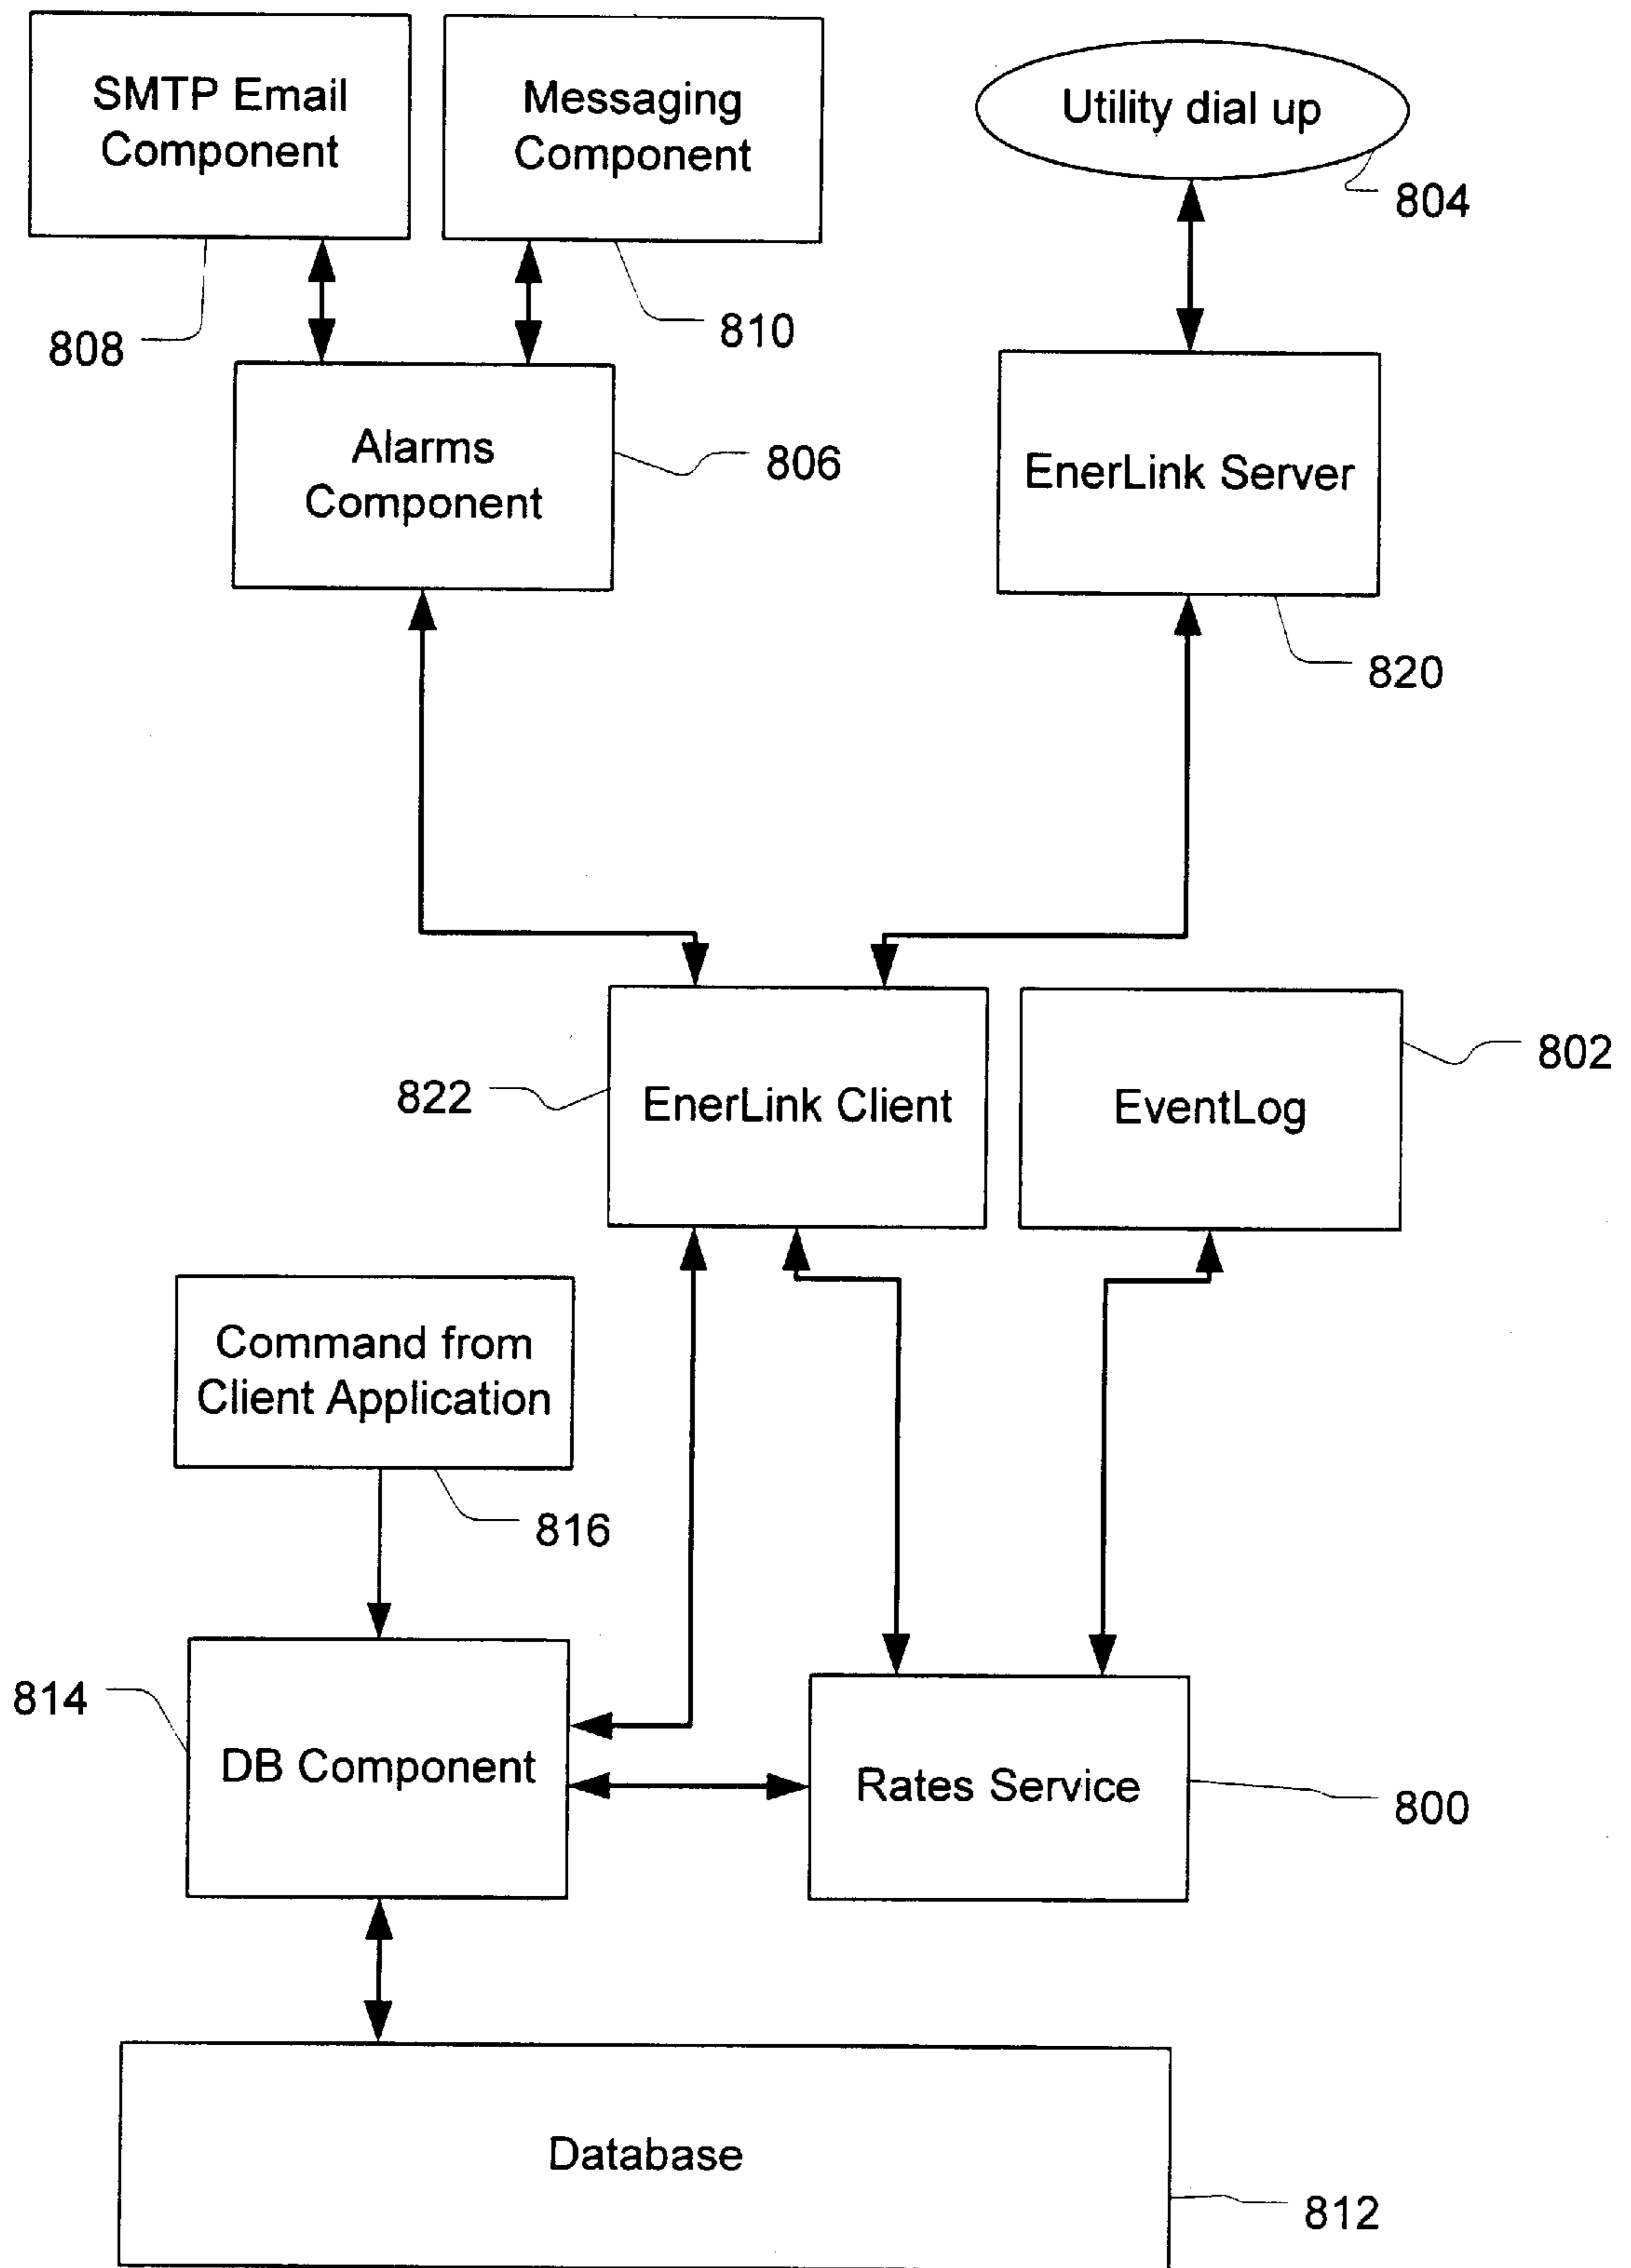 SMTP Email
Component
Messaging
Component
Utility dial up
804
808
810
Alarms
Component
806
EnerLink Server
820
822
EnerLink Client
EventLog
802
Command from
Client Application
816
814
DB Component
Rates Service
800
Database
812